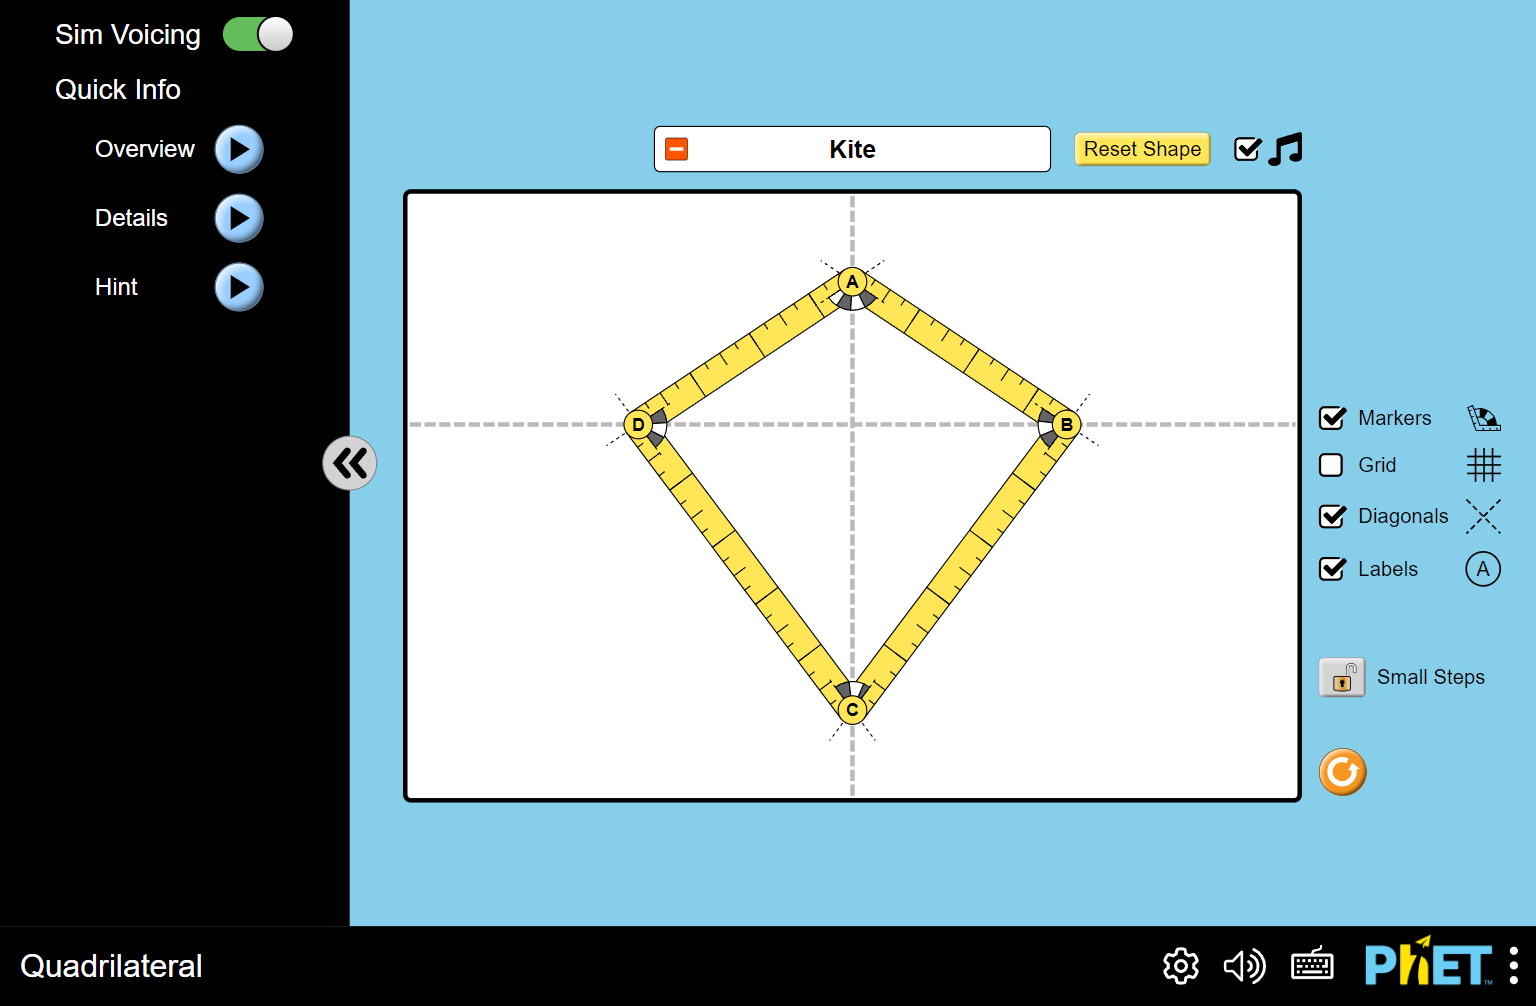 Sim Voicing
Quick Info
Overview
Details
Hint
Kite
Reset Shape
A
D
B
C
Markers
Grid
Diagonals
Labels
A
Small Steps
Quadrilateral
PhET